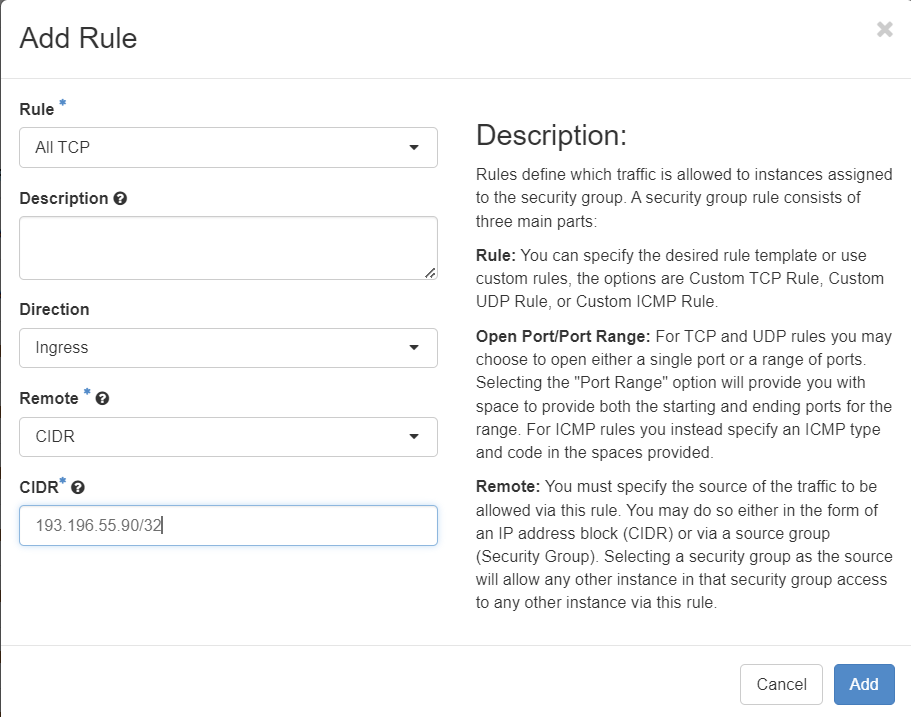 Add Rule
×
Rule *
All TCP
Description ?
Direction
Ingress
Remote * ?
CIDR
CIDR* ?
193.196.55.90/32
Description:
Rules define which traffic is allowed to instances assigned
to the security group. A security group rule consists of
three main parts:
Rule: You can specify the desired rule template or use
custom rules, the options are Custom TCP Rule, Custom
UDP Rule, or Custom ICMP Rule.
Open Port/Port Range: For TCP and UDP rules you may
choose to open either a single port or a range of ports.
Selecting the "Port Range" option will provide you with
space to provide both the starting and ending ports for the
range. For ICMP rules you instead specify an ICMP type
and code in the spaces provided.
Remote: You must specify the source of the traffic to be
allowed via this rule. You may do so either in the form of
an IP address block (CIDR) or via a source group
(Security Group). Selecting a security group as the source
will allow any other instance in that security group access
to any other instance via this rule.
Cancel
Add